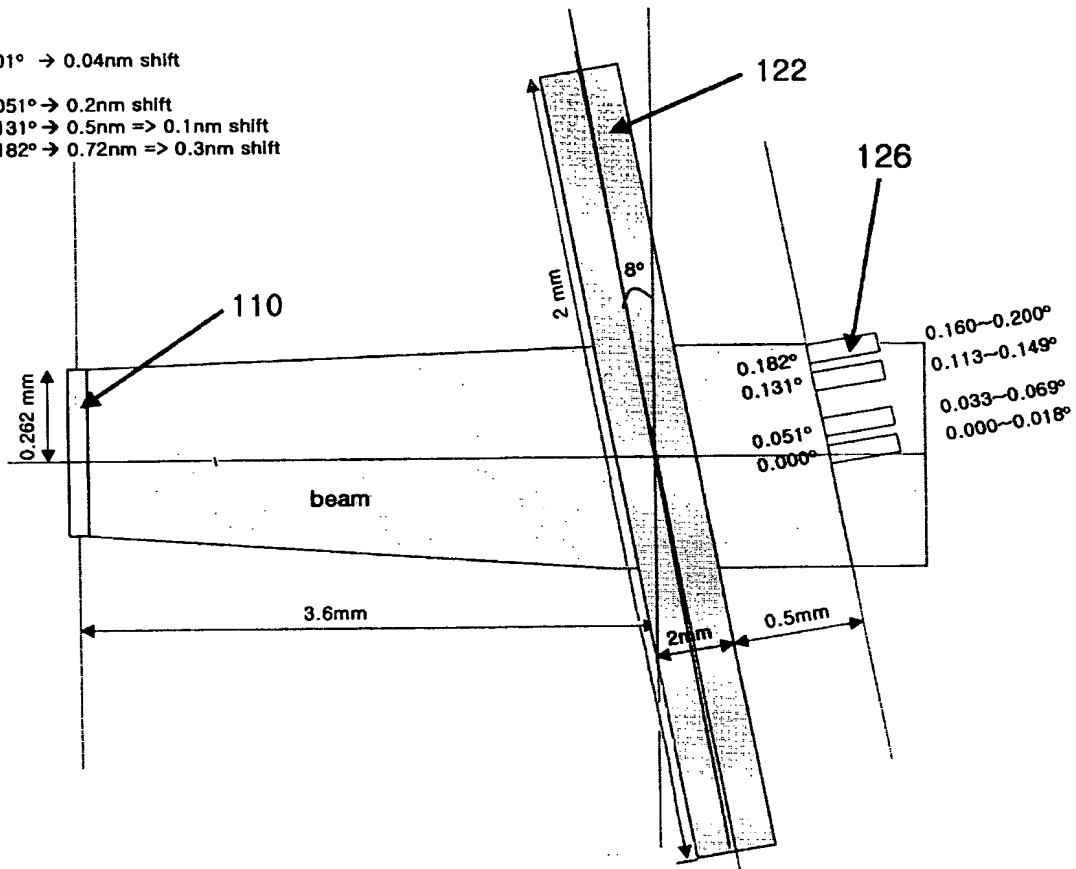 01° → 0.04nm shift
051° → 0.2nm shift
131° → 0.5nm => 0.1nm shift
182° → 0.72nm => 0.3nm shift
122
126
8°
2 mm
110
0.160~0.200°
0.182°
0.113~0.149°
0.131°
0.262 mm
0.033~0.069°
0.051°
0.000~0.018°
0.000°
beam
3.6mm
2mm
0.5mm